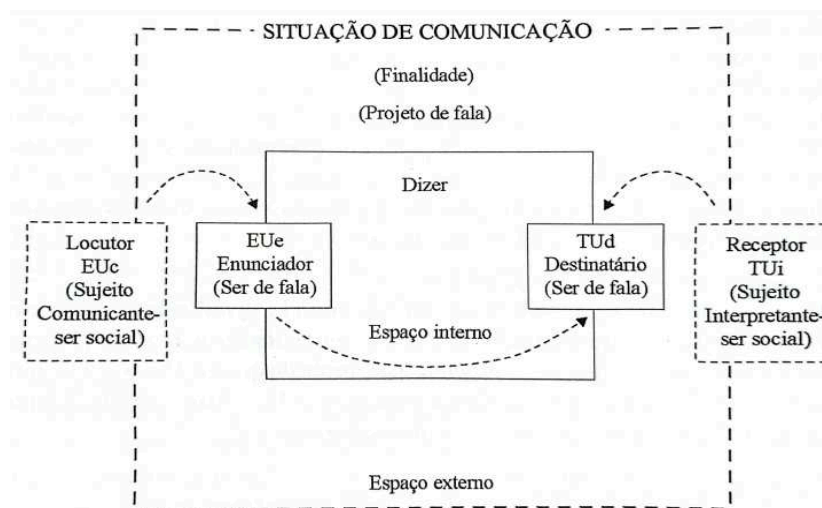 SITUAÇÃO DE COMUNICAÇÃO
(Finalidade)
(Projeto de fala)
Dizer
Locutor
EUc
(Sujeito
Comunicante-
ser social)
EUe
Enunciador
(Ser de fala)
TUd
Destinatário
(Ser de fala)
Receptor
TUi
(Sujeito
Interpretante-
ser social)
Espaço interno
Espaço externo